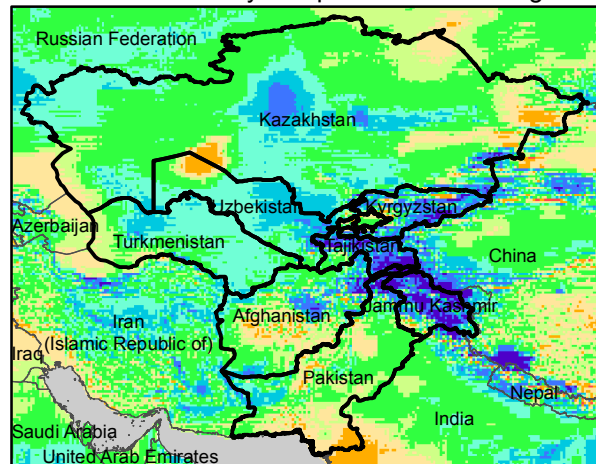 Russian Federation
Kazakhstan
Uzbekistan
Kyrgyzstan
Azerbaijan
Turkmenistan
Tajikistan
China
Iran
(Islamic Republic of)
Afghanistan
Jammu Kashmir
Iraq
Pakistan
Nepal
India
Saudi Arabia
United Arab Emirates